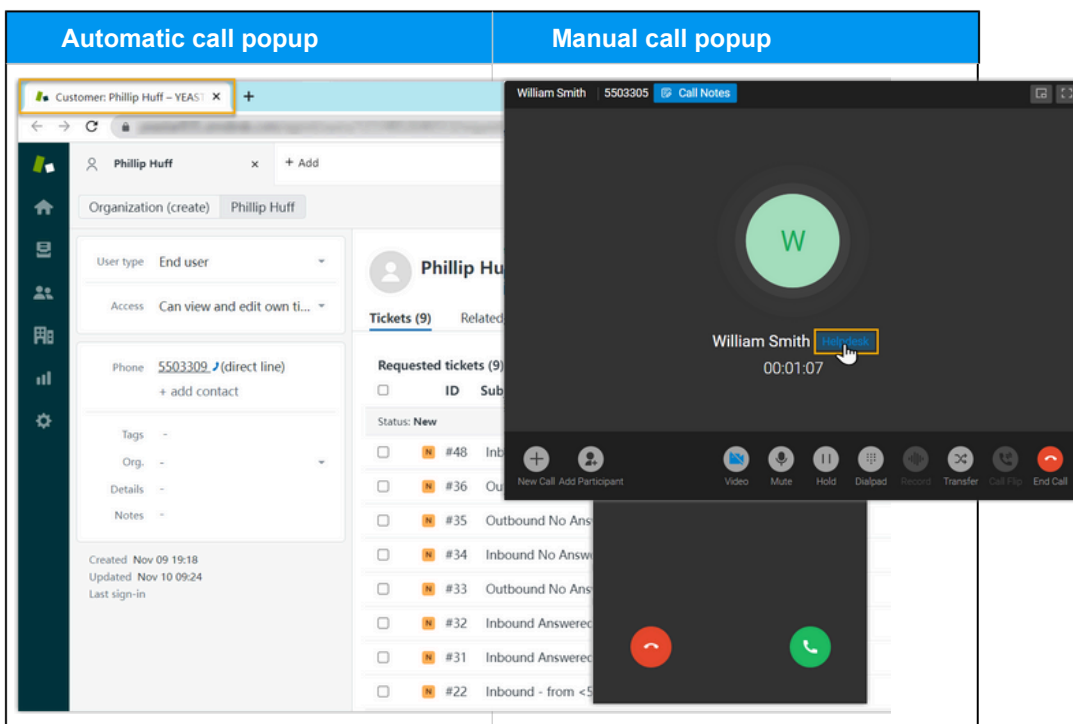 Automatic call popup
Manual call popup
Customer: Phillip Huff – YEAS
Phillip Huff
+ Add
Organization (create)
Phillip Huff
User type End user
Access Can view and edit own ti...
Phone 5503309 (direct line)
+ add contact
Tags -
Org. -
Details -
Notes -
Created Nov 09 19:18
Updated Nov 10 09:24
Last sign-in
Phillip Hu
Tickets (9)
Related
Requested tickets (9)
ID Sub
Status: New
N #48 Inb
N #36 Ou
N #35 Outbound No Ans
N #34 Inbound No Answ
N #33 Outbound No Ans
N #32 Inbound Answered
N #31 Inbound Answered
N #22 Inbound - from <5
William Smith 5503305 Call Notes
W
William Smith Helpdesk
00:01:07
New Call Add Participant Video Mute Hold Dialpad Record Transfer Call Flip End Call